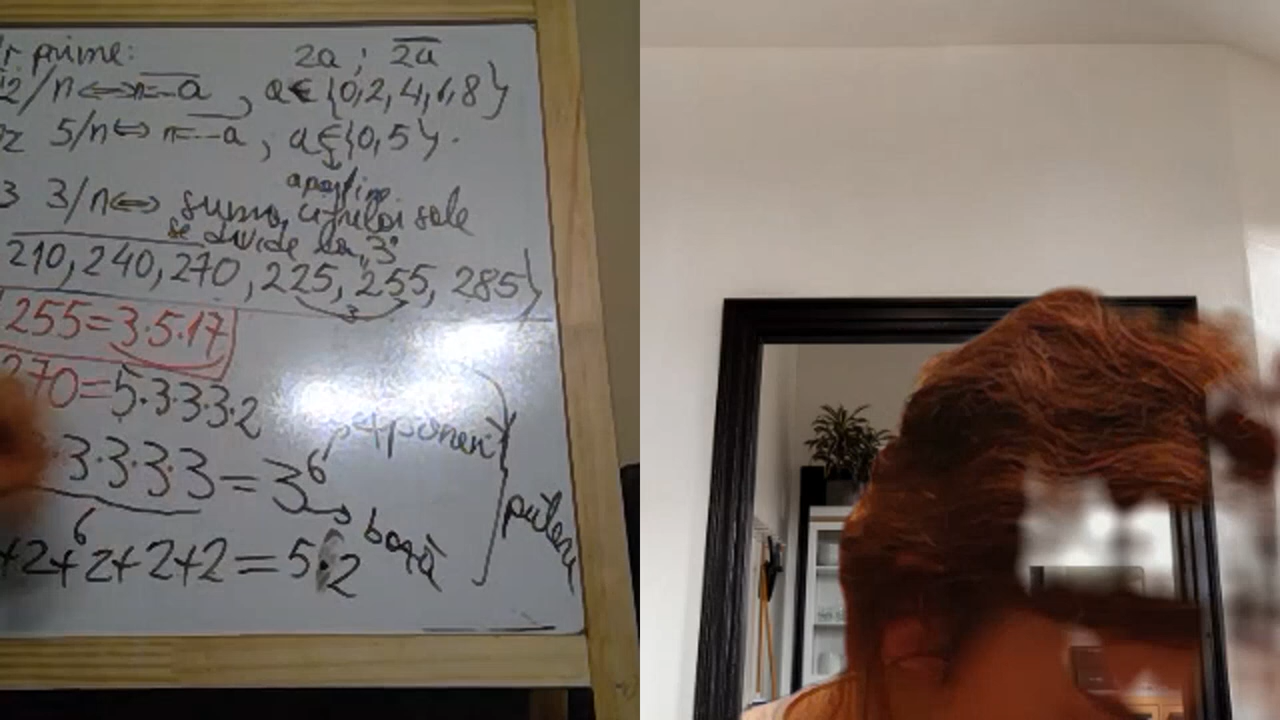 prime: 2a ; 2a
2/n⇔n=--a , a∈{0,2,4,6,8}
5/n⇔ n=--a , a∈{0,5}.
aparține
3 3/n⇔ suma cifrelor sale
se divide la "3"
210, 240, 270, 225, 255, 285}
3
255=3·5·17
270=5·3·3·3·2
exponent
3·3·3·3=3⁶
6 bază
putere
+2+2+2+2=5·2